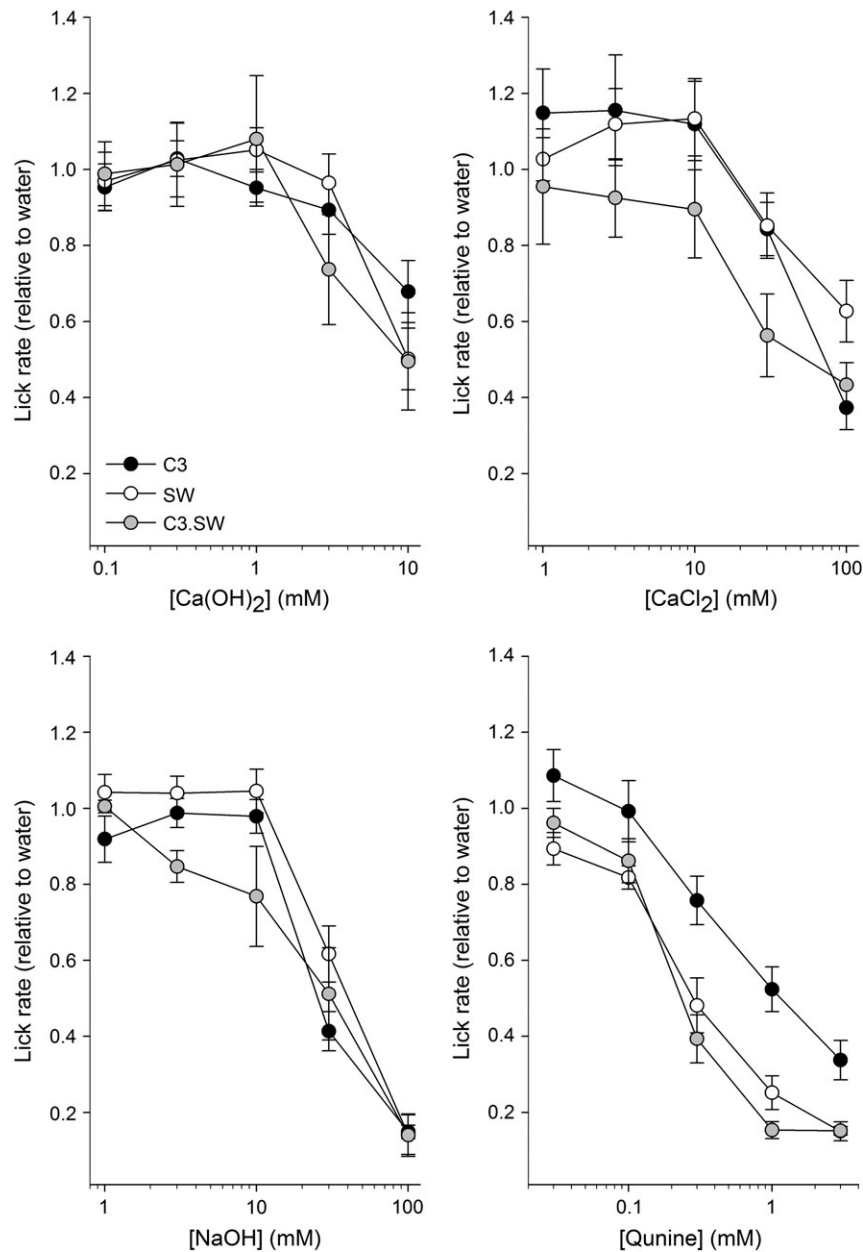 1.4
1.2
1.0
0.8
0.6
0.4
0.2
Lick rate (relative to water)
C3
SW
C3.SW
0.1 1 10
[Ca(OH)2] (mM)
1.4
1.2
1.0
0.8
0.6
0.4
0.2
Lick rate (relative to water)
1 10 100
[CaCl2] (mM)
1.4
1.2
1.0
0.8
0.6
0.4
0.2
Lick rate (relative to water)
1 10 100
[NaOH] (mM)
1.4
1.2
1.0
0.8
0.6
0.4
0.2
Lick rate (relative to water)
0.1 1
[Qunine] (mM)